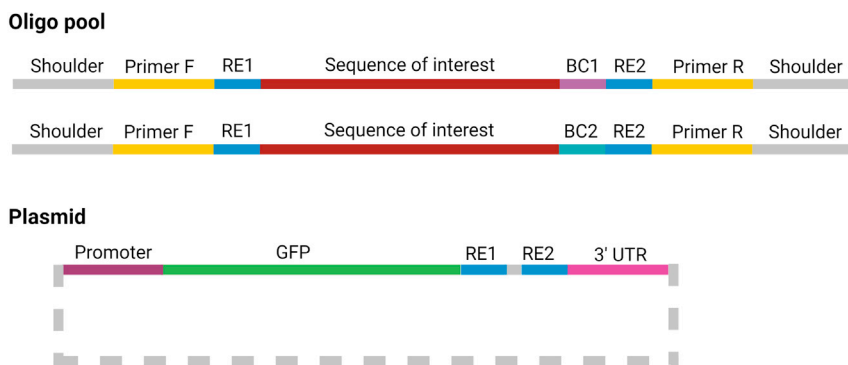 Oligo pool
Shoulder Primer F RE1 Sequence of interest BC1 RE2 Primer R Shoulder
Shoulder Primer F RE1 Sequence of interest BC2 RE2 Primer R Shoulder
Plasmid
Promoter GFP RE1 RE2 3' UTR